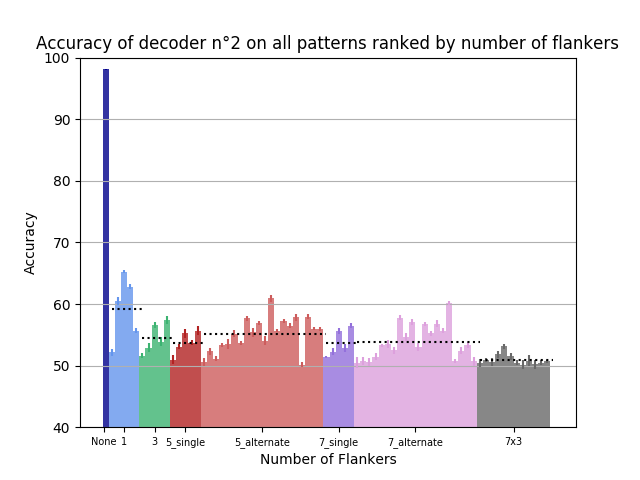 Accuracy of decoder n°2 on all patterns ranked by number of flankers
100
90
80
70
60
50
40
Accuracy
None 1 3 5_single 5_alternate 7_single 7_alternate 7x3
Number of Flankers